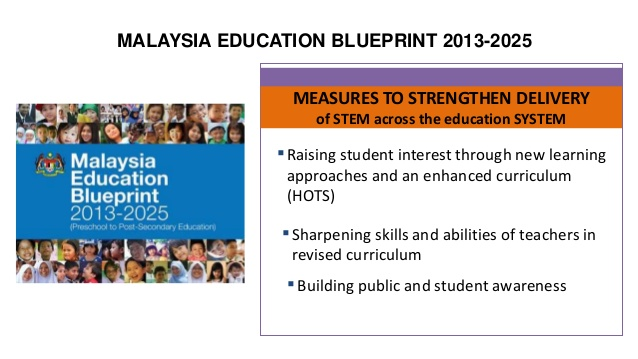 MALAYSIA EDUCATION BLUEPRINT 2013-2025
Malaysia
Education
Blueprint
2013-2025
(Preschool to Post-Secondary Education)
MEASURES TO STRENGTHEN DELIVERY
of STEM across the education SYSTEM
▪Raising student interest through new learning
approaches and an enhanced curriculum
(HOTS)
▪Sharpening skills and abilities of teachers in
revised curriculum
▪Building public and student awareness